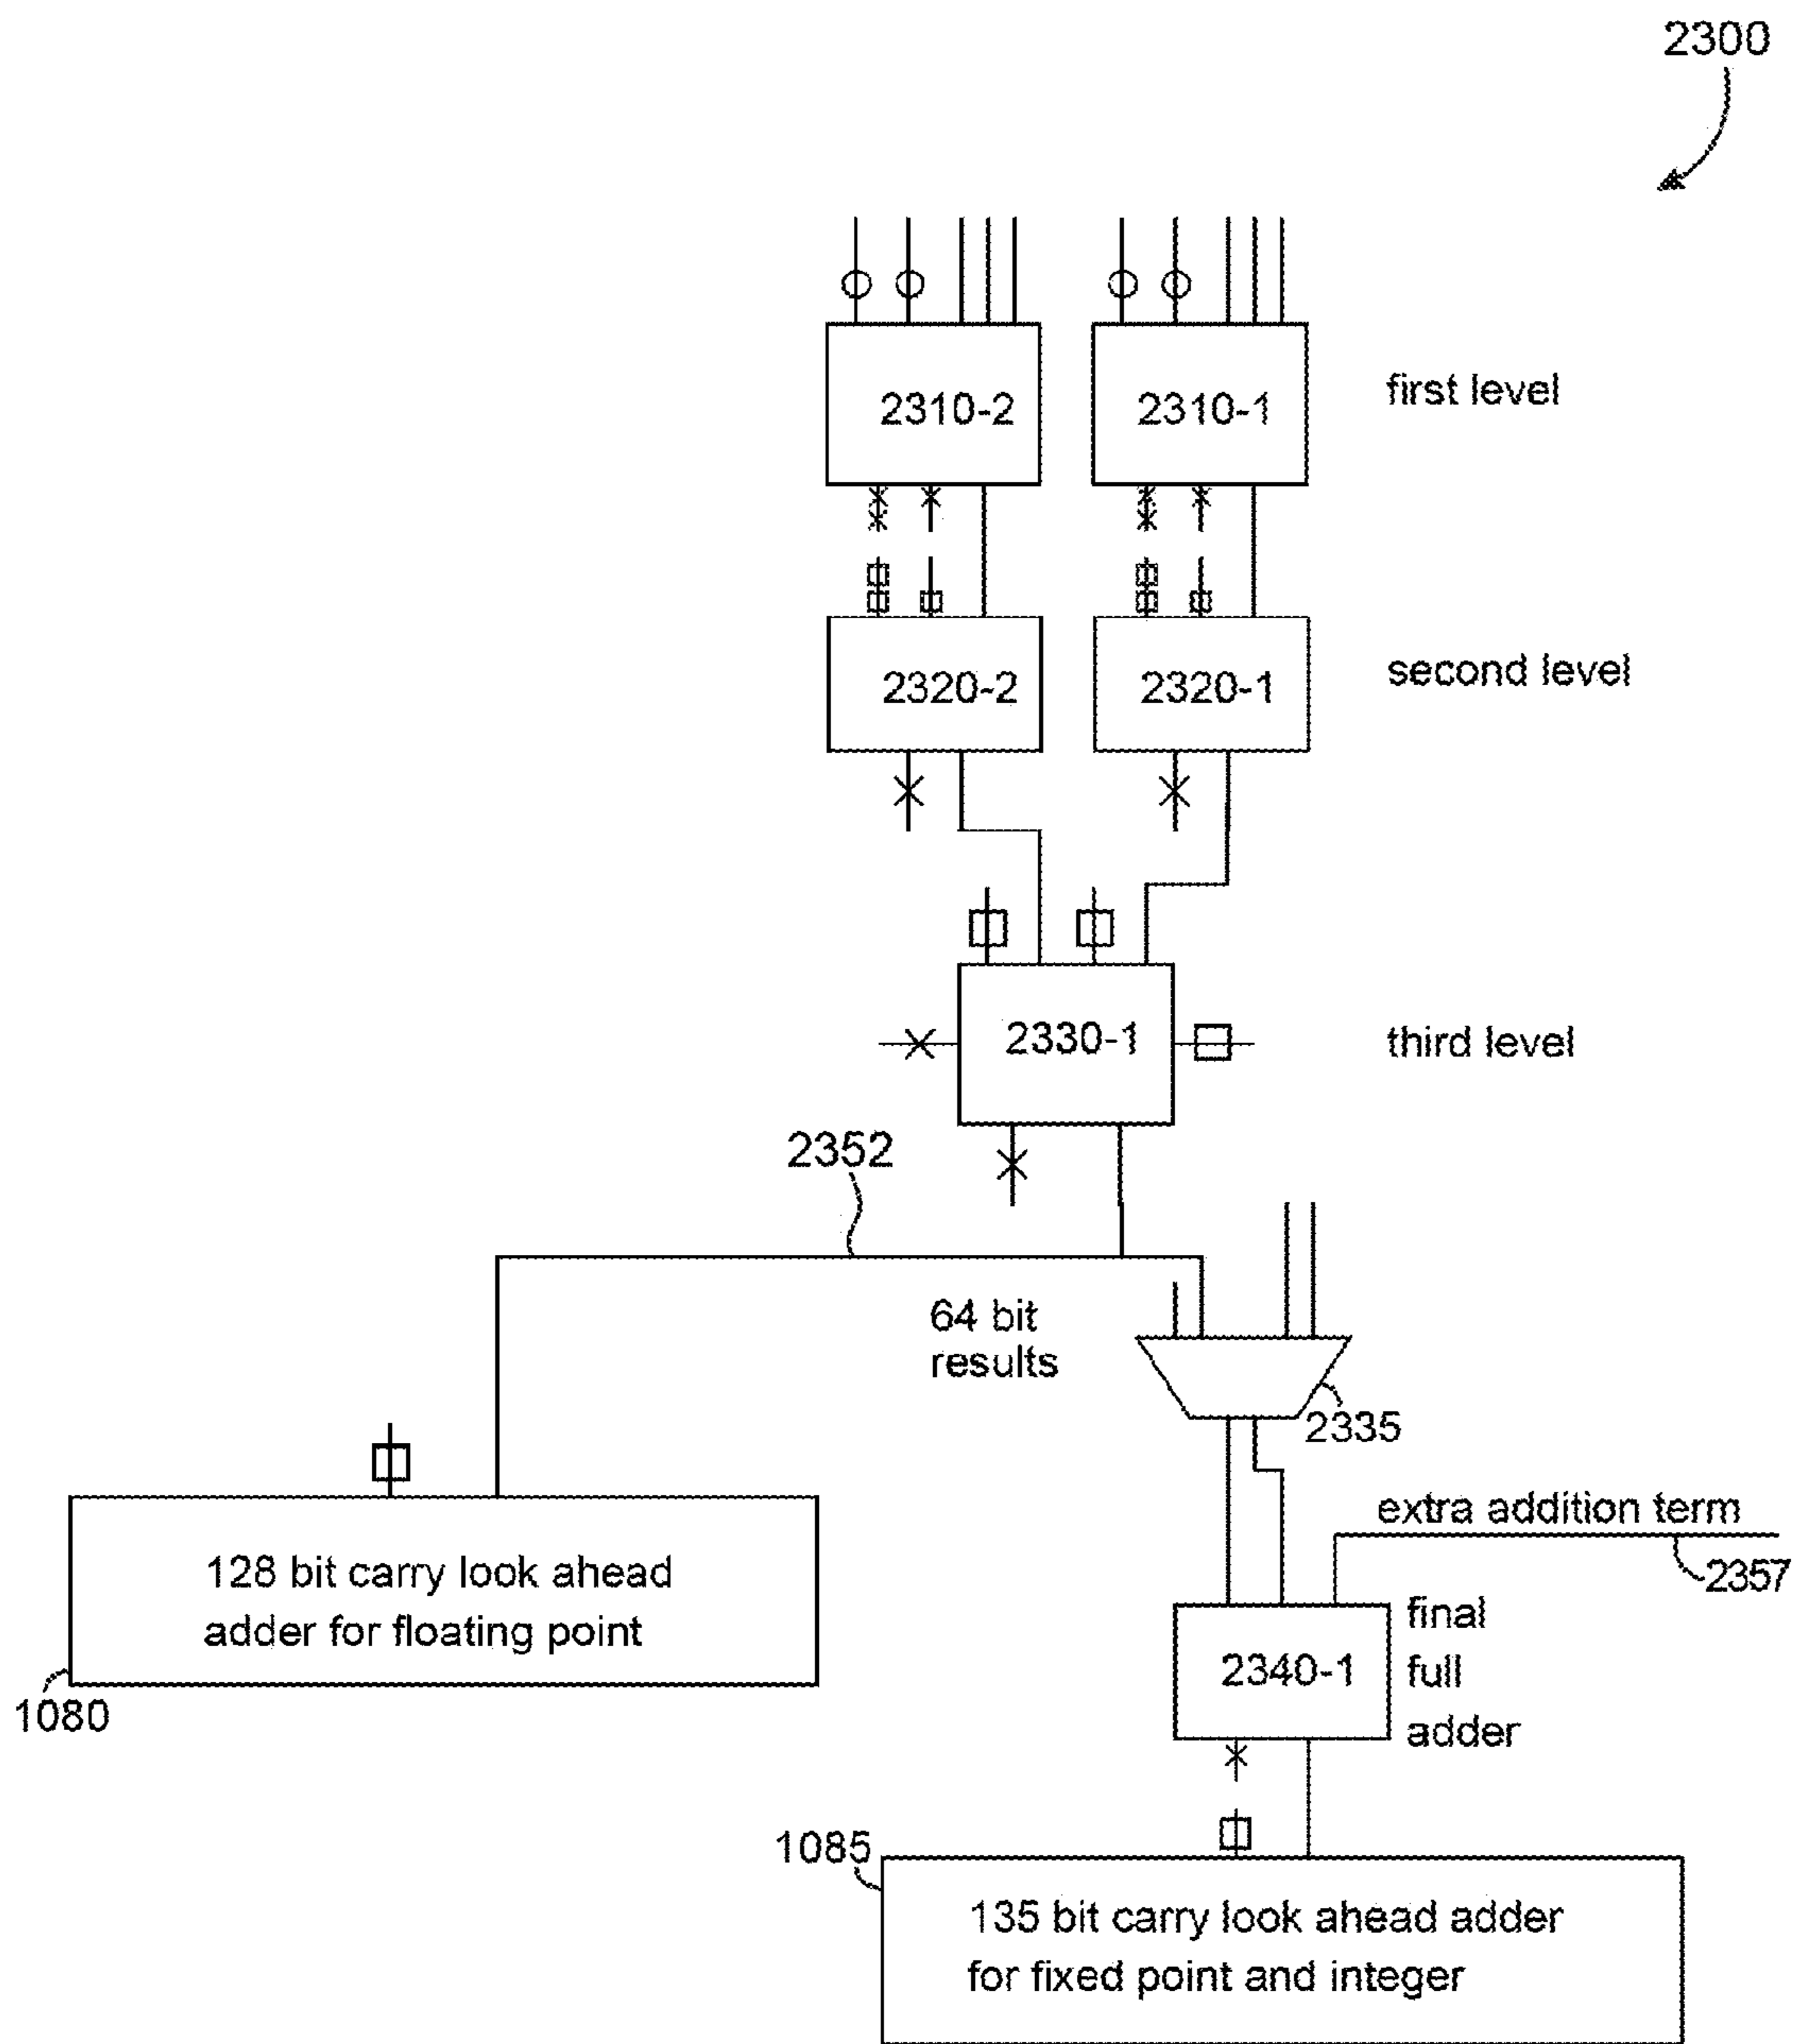 2300
2310-2
2310-1
first level
2320-2
2320-1
second level
2330-1
third level
2352
64 bit
results
2335
extra addition term
2357
128 bit carry look ahead
adder for floating point
1080
2340-1
final
full
adder
1085
135 bit carry look ahead adder
for fixed point and integer